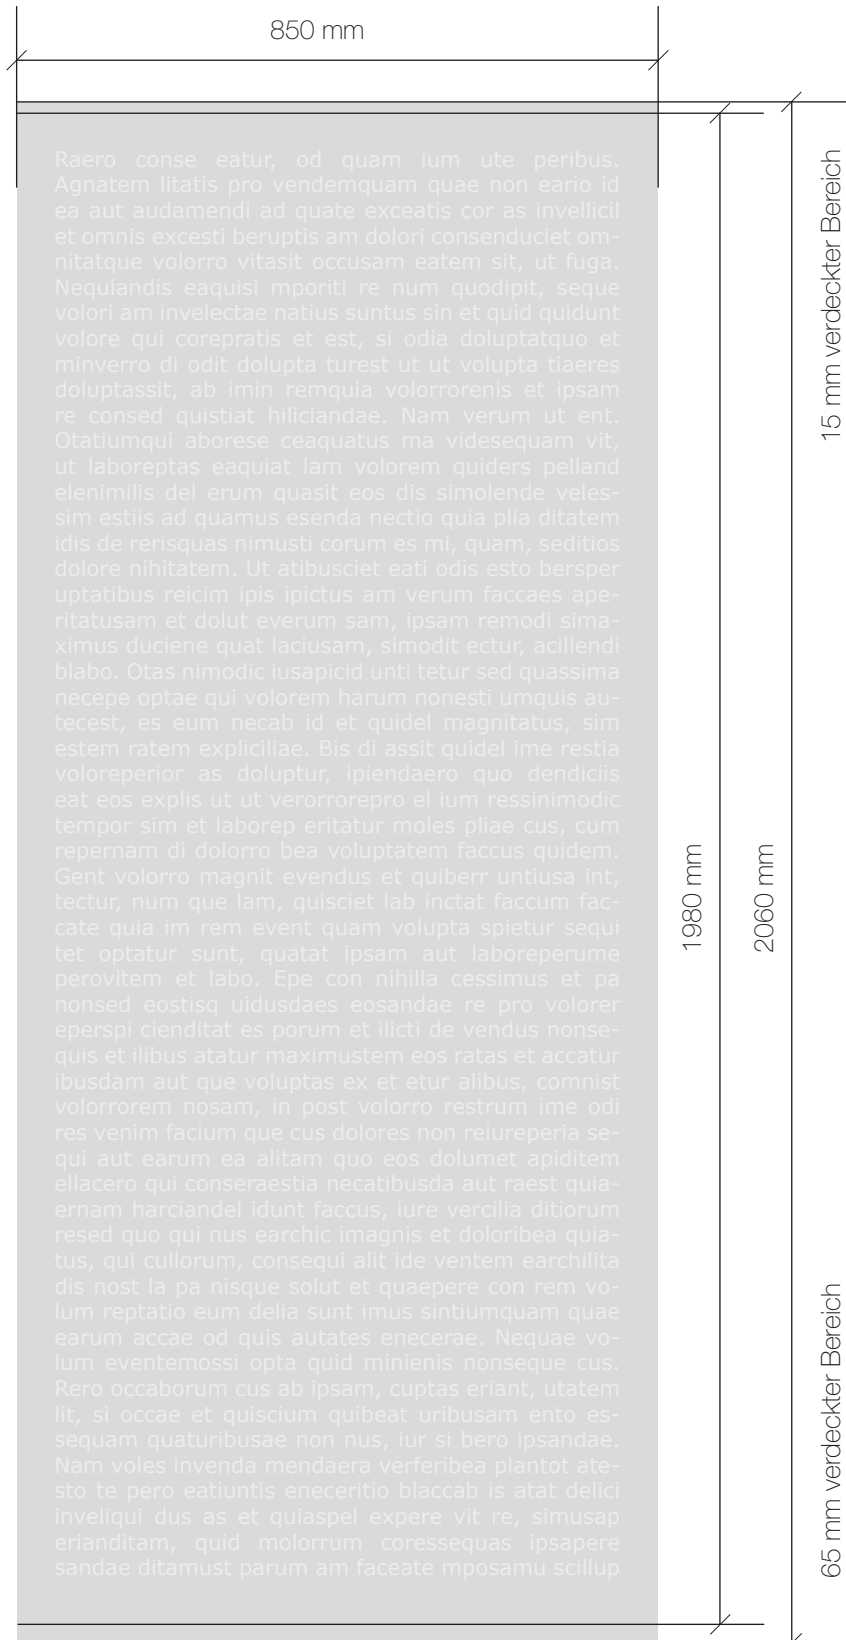 850 mm
15 mm verdeckter Bereich
Raero conse eatur, od quam ium ute peribus.
Agnatem litatis pro vendemquam quae non eario id
ea aut audamendi ad quate exceatis cor as invellicil
et omnis excesti beruptis am dolori consenduciet om-
nitatque volorro vitasit occusam eatem sit, ut fuga.
Nequiandis eaquisi mporiti re num quodipit, seque
volori am invelectae natius suntus sin et quid quidunt
volore qui corepratis et est, si odia doluptatquo et
minverro di odit dolupta turest ut ut volupta tiaeres
doluptassit, ab imin remquia volorrorenis et ipsam
re consed quistiat hiliciandae. Nam verum ut ent.
Otatiumqui aborese ceaquatus ma videsequam vit,
ut laboreptas eaquiat lam volorem quiders pelland
elenimilis del erum quasit eos dis simolende veles-
sim estiis ad quamus esenda nectio quia plia ditatem
idis de rerisquas nimusti corum es mi, quam, seditios
dolore nihitatem. Ut atibusciet eati odis esto bersper
uptatibus reicim ipis ipictus am verum faccaes ape-
ritatusam et dolut everum sam, ipsam remodi sima-
ximus duciene quat laciusam, simodit ectur, acillendi
blabo. Otas nimodic iusapicid unti tetur sed quassima
necepe optae qui volorem harum nonesti umquis au-
tecest, es eum necab id et quidel magnitatus, sim
estem ratem expliciliae. Bis di assit quidel ime restia
voloreperior as doluptur, ipiendaero quo dendiciis
eat eos explis ut ut verorrorepro el ium ressinimodic
tempor sim et laborep eritatur moles pliae cus, cum
repernam di dolorro bea voluptatem faccus quidem.
Gent volorro magnit evendus et quiberr untiusa int,
tectur, num que lam, quisciet lab inctat faccum fac-
cate quia im rem event quam volupta spietur sequi
tet optatur sunt, quatat ipsam aut laboreperume
perovitem et labo. Epe con nihilla cessimus et pa
nonsed eostisq uidusdaes eosandae re pro volorer
eperspi cienditat es porum et ilicti de vendus nonse-
quis et ilibus atatur maximustem eos ratas et accatur
ibusdam aut que voluptas ex et etur alibus, comnist
volorrorem nosam, in post volorro restrum ime odi
res venim facium que cus dolores non reiureperia se-
qui aut earum ea alitam quo eos dolumet apiditem
ellacero qui conseraestia necatibusda aut raest quia-
ernam harciandel idunt faccus, iure vercilia ditiorum
resed quo qui nus earchic imagnis et doloribea quia-
tus, qui cullorum, consequi alit ide ventem earchilita
dis nost la pa nisque solut et quaepere con rem vo-
lum reptatio eum delia sunt imus sintiumquam quae
earum accae od quis autates enecerae. Nequae vo-
lum eventemossi opta quid minienis nonseque cus.
Rero occaborum cus ab ipsam, cuptas eriant, utatem
lit, si occae et quiscium quibeat uribusam ento es-
sequam quaturibusae non nus, iur si bero ipsandae.
Nam voles invenda mendaera verferibea plantot ate-
sto te pero eatiuntis eneceritio blaccab is atat delici
inveliqui dus as et quiaspel expere vit re, simusap
erianditam, quid molorrum coressequas ipsapere
sandae ditamust parum am faceate mposamu scillup
1980 mm
2060 mm
65 mm verdeckter Bereich